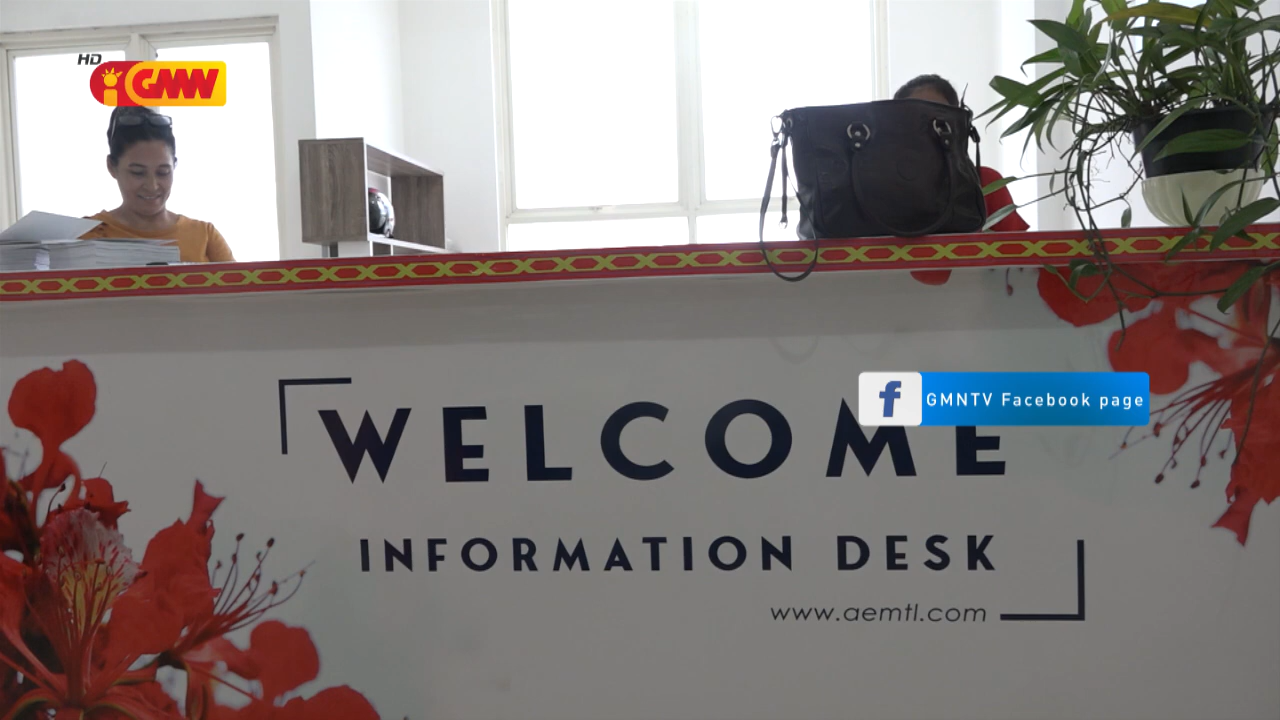 HD
GMN
GMNTV Facebook page
WELCOME
INFORMATION DESK
www.aemtl.com